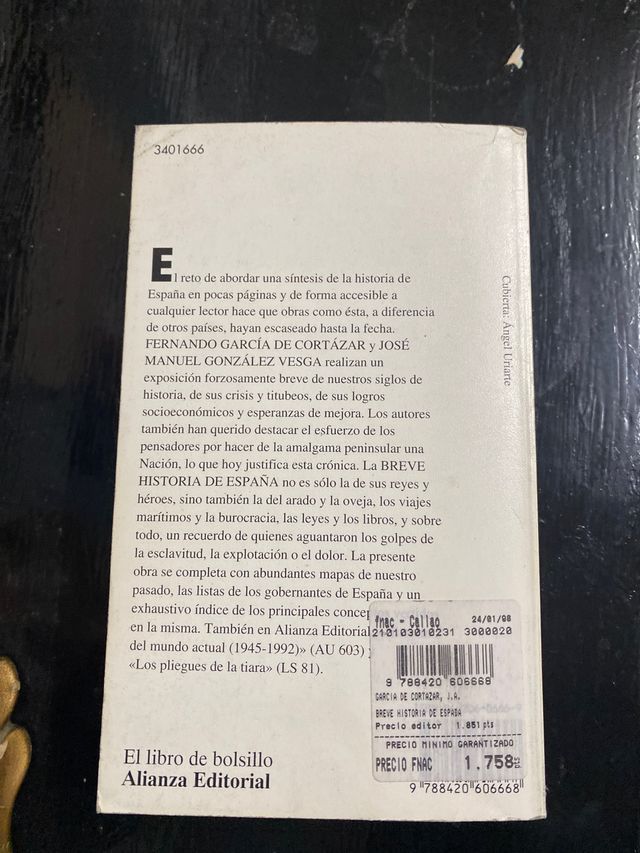 3401666
El reto de abordar una síntesis de la historia de
España en pocas páginas y de forma accesible a
cualquier lector hace que obras como ésta, a diferencia
de otros países, hayan escaseado hasta la fecha.
FERNANDO GARCÍA DE CORTÁZAR y JOSÉ
MANUEL GONZÁLEZ VESGA realizan un
exposición forzosamente breve de nuestros siglos de
historia, de sus crisis y titubeos, de sus logros
socioeconómicos y esperanzas de mejora. Los autores
también han querido destacar el esfuerzo de los
pensadores por hacer de la amalgama peninsular una
Nación, lo que hoy justifica esta crónica. La BREVE
HISTORIA DE ESPAÑA no es sólo la de sus reyes y
héroes, sino también la del arado y la oveja, los viajes
marítimos y la burocracia, las leyes y los libros, y sobre
todo, un recuerdo de quienes aguantaron los golpes de
la esclavitud, la explotación o el dolor. La presente
obra se completa con abundantes mapas de nuestro
pasado, las listas de los gobernantes de España y un
exhaustivo índice de los principales concep
en la misma. También en Alianza Editorial
del mundo actual (1945-1992)» (AU 603)
«Los pliegues de la tiara» (LS 81).
Cubierta: Ángel Uriarte
El libro de bolsillo
Alianza Editorial
fnac - Callao 24/01/98
210103010231 3000020
9 788420 606668
GARCIA DE CORTAZAR, J.A.
BREVE HISTORIA DE ESPADA
Precio editor 1.851 pts
PRECIO MINIMO GARANTIZADO
PRECIO FNAC 1.758
9 788420 606668